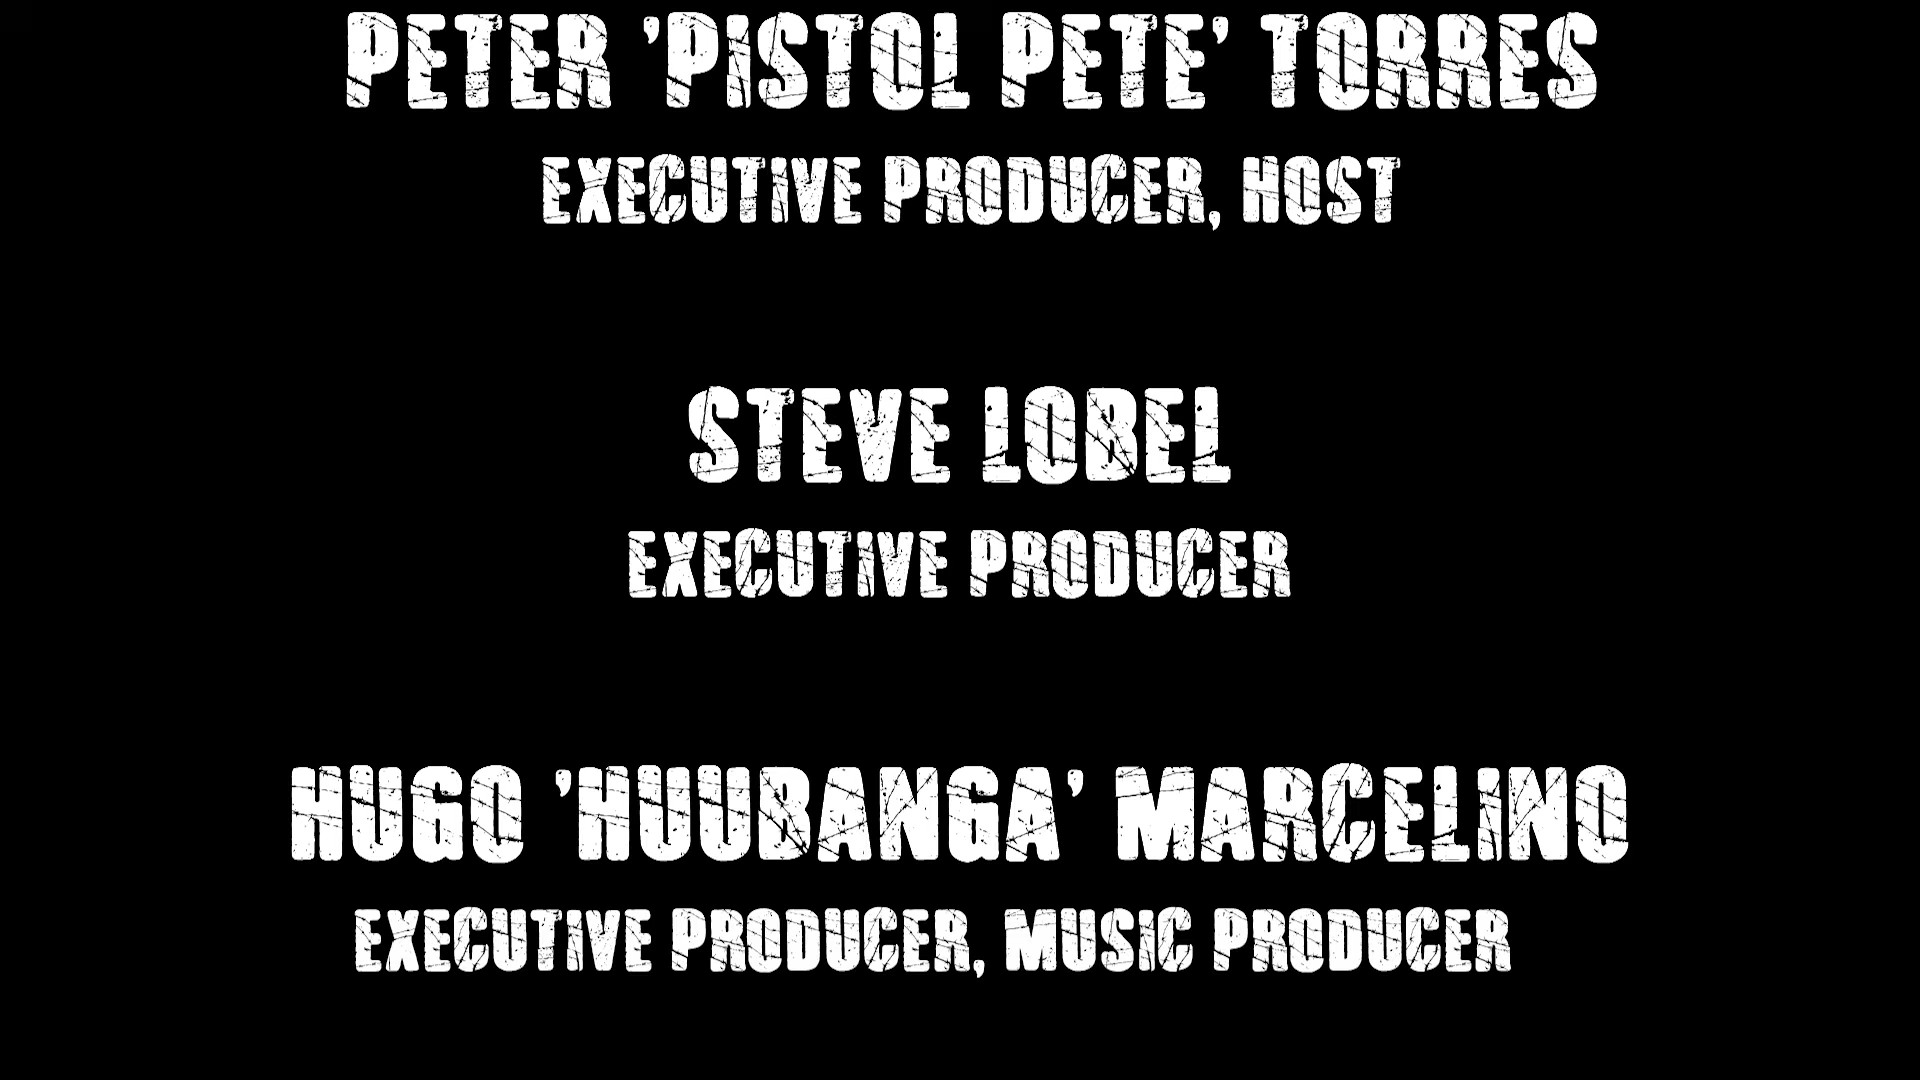 PETER 'PISTOL PETE' TORRES
EXECUTIVE PRODUCER, HOST
STEVE LOBEL
EXECUTIVE PRODUCER
HUGO 'HUUBANGA' MARCELINO
EXECUTIVE PRODUCER, MUSIC PRODUCER